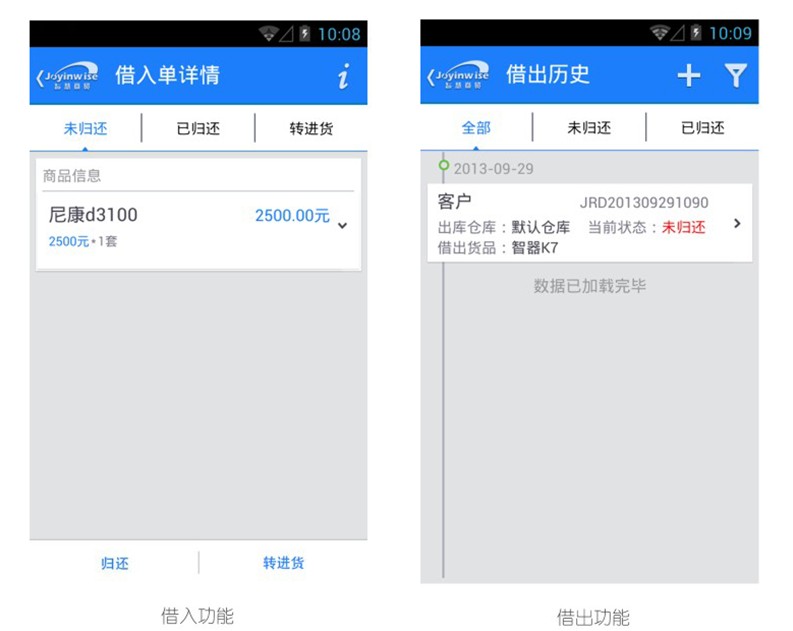 10:08
Joyinwise
借入单详情
未归还
已归还
转进货
商品信息
尼康d3100
2500.00元
2500元*1套
归还
转进货
借入功能
10:09
Joyinwise
借出历史
全部
未归还
已归还
2013-09-29
客户
JRD201309291090
出库仓库：默认仓库
当前状态：未归还
借出货品：智器K7
数据已加载完毕
借出功能